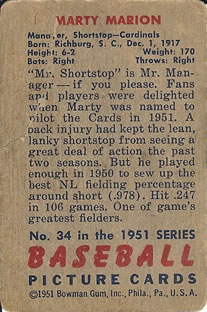 MARTY MARION
Manager, Shortstop—Cardinals
Born: Richburg, S. C., Dec. 1, 1917
Height: 6-2 Weight: 170
Bats: Right Throws: Right
"Mr. Shortstop" is Mr. Man-
ager — if you please. Fans
and players were delighted
when Marty was named to
pilot the Cards in 1951. A
back injury had kept the lean,
lanky shortstop from seeing a
great deal of action the past
two seasons. But he played
enough in 1950 to sew up the
best NL fielding percentage
around short (.978). Hit .247
in 106 games. One of game's
greatest fielders.
No. 34 in the 1951 SERIES
BASEBALL
PICTURE CARDS
©1951 Bowman Gum, Inc., Phila., Pa., U. S. A.